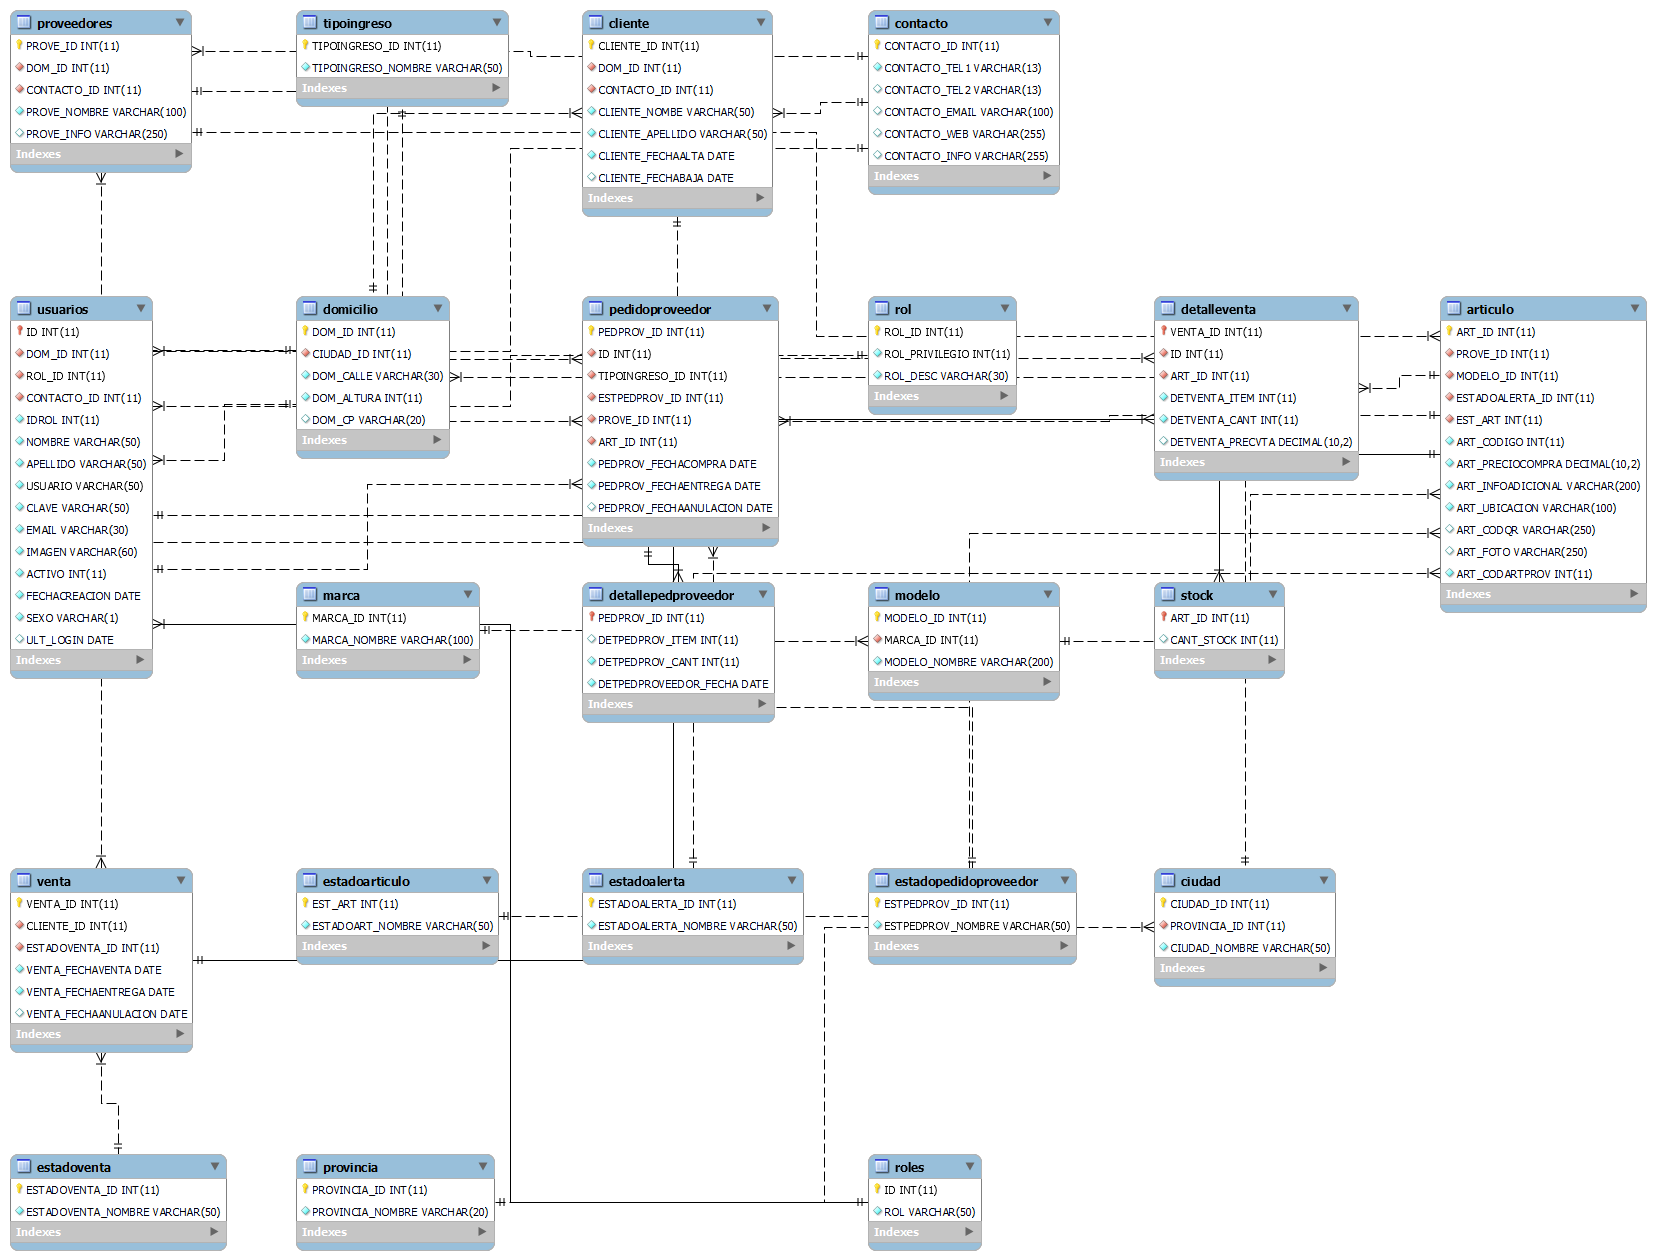 proveedores
PROVE_ID INT(11)
DOM_ID INT(11)
CONTACTO_ID INT(11)
PROVE_NOMBRE VARCHAR(100)
PROVE_INFO VARCHAR(250)
Indexes
tipoingreso
TIPOINGRESO_ID INT(11)
TIPOINGRESO_NOMBRE VARCHAR(50)
Indexes
cliente
CLIENTE_ID INT(11)
DOM_ID INT(11)
CONTACTO_ID INT(11)
CLIENTE_NOMBE VARCHAR(50)
CLIENTE_APELLIDO VARCHAR(50)
CLIENTE_FECHAALTA DATE
CLIENTE_FECHABAJA DATE
Indexes
contacto
CONTACTO_ID INT(11)
CONTACTO_TEL1 VARCHAR(13)
CONTACTO_TEL2 VARCHAR(13)
CONTACTO_EMAIL VARCHAR(100)
CONTACTO_WEB VARCHAR(255)
CONTACTO_INFO VARCHAR(255)
Indexes
usuarios
ID INT(11)
DOM_ID INT(11)
ROL_ID INT(11)
CONTACTO_ID INT(11)
IDROL INT(11)
NOMBRE VARCHAR(50)
APELLIDO VARCHAR(50)
USUARIO VARCHAR(50)
CLAVE VARCHAR(50)
EMAIL VARCHAR(30)
IMAGEN VARCHAR(60)
ACTIVO INT(11)
FECHACREACION DATE
SEXO VARCHAR(1)
ULT_LOGIN DATE
Indexes
domicilio
DOM_ID INT(11)
CIUDAD_ID INT(11)
DOM_CALLE VARCHAR(30)
DOM_ALTURA INT(11)
DOM_CP VARCHAR(20)
Indexes
pedidoproveedor
PEDPROV_ID INT(11)
ID INT(11)
TIPOINGRESO_ID INT(11)
ESTPEDPROV_ID INT(11)
PROVE_ID INT(11)
ART_ID INT(11)
PEDPROV_FECHACOMPRA DATE
PEDPROV_FECHAENTREGA DATE
PEDPROV_FECHAANULACION DATE
Indexes
rol
ROL_ID INT(11)
ROL_PRIVILEGIO INT(11)
ROL_DESC VARCHAR(30)
Indexes
detalleventa
VENTA_ID INT(11)
ID INT(11)
ART_ID INT(11)
DETVENTA_ITEM INT(11)
DETVENTA_CANT INT(11)
DETVENTA_PRECVTA DECIMAL(10,2)
Indexes
articulo
ART_ID INT(11)
PROVE_ID INT(11)
MODELO_ID INT(11)
ESTADOALERTA_ID INT(11)
EST_ART INT(11)
ART_CODIGO INT(11)
ART_PRECIOCOMPRA DECIMAL(10,2)
ART_INFOADICIONAL VARCHAR(200)
ART_UBICACION VARCHAR(100)
ART_CODQR VARCHAR(250)
ART_FOTO VARCHAR(250)
ART_CODARTPROV INT(11)
Indexes
marca
MARCA_ID INT(11)
MARCA_NOMBRE VARCHAR(100)
Indexes
detallepedproveedor
PEDPROV_ID INT(11)
DETPEDPROV_ITEM INT(11)
DETPEDPROV_CANT INT(11)
DETPEDPROVEEDOR_FECHA DATE
Indexes
modelo
MODELO_ID INT(11)
MARCA_ID INT(11)
MODELO_NOMBRE VARCHAR(200)
Indexes
stock
ART_ID INT(11)
CANT_STOCK INT(11)
Indexes
venta
VENTA_ID INT(11)
CLIENTE_ID INT(11)
ESTADOVENTA_ID INT(11)
VENTA_FECHAVENTA DATE
VENTA_FECHAENTREGA DATE
VENTA_FECHAANULACION DATE
Indexes
estadoarticulo
EST_ART INT(11)
ESTADOART_NOMBRE VARCHAR(50)
Indexes
estadoalerta
ESTADOALERTA_ID INT(11)
ESTADOALERTA_NOMBRE VARCHAR(50)
Indexes
estadopedidoproveedor
ESTPEDPROV_ID INT(11)
ESTPEDPROV_NOMBRE VARCHAR(50)
Indexes
ciudad
CIUDAD_ID INT(11)
PROVINCIA_ID INT(11)
CIUDAD_NOMBRE VARCHAR(50)
Indexes
estadoventa
ESTADOVENTA_ID INT(11)
ESTADOVENTA_NOMBRE VARCHAR(50)
Indexes
provincia
PROVINCIA_ID INT(11)
PROVINCIA_NOMBRE VARCHAR(20)
Indexes
roles
ID INT(11)
ROL VARCHAR(50)
Indexes